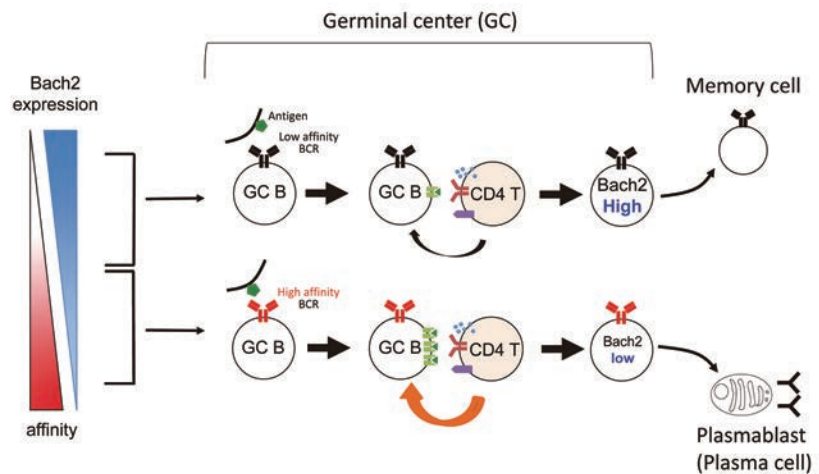 Germinal center (GC)
Bach2
expression
Memory cell
Antigen
Low affinity
BCR
GC B
GC B
CD4 T
Bach2
High
High affinity
BCR
GC B
GC B
CD4 T
Bach2
low
affinity
Plasmablast
(Plasma cell)